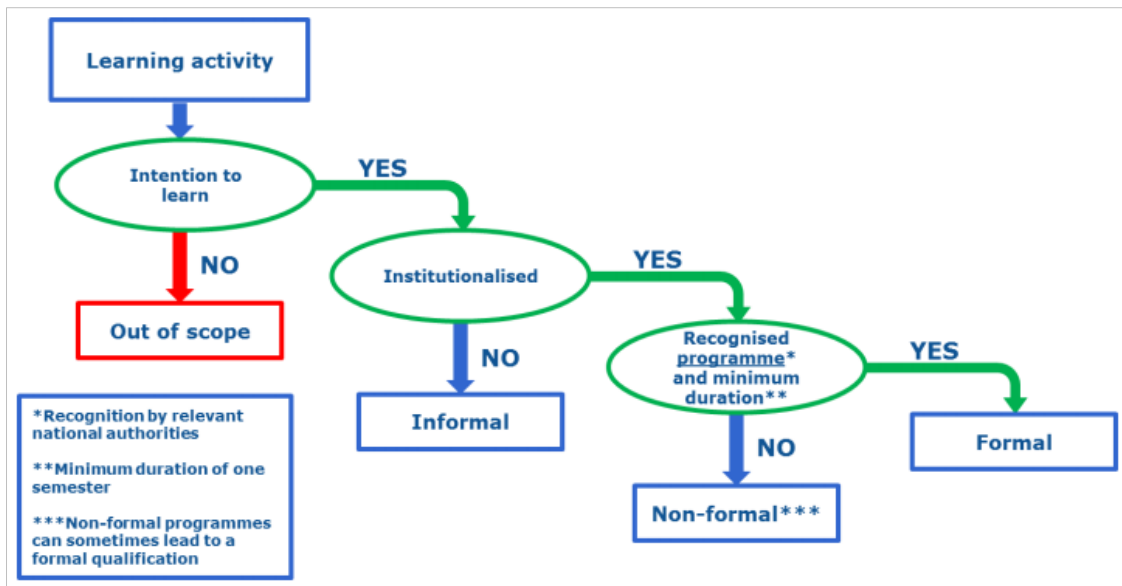 Learning activity
Intention to
learn
YES
NO
Out of scope
Institutionalised
YES
NO
Informal
Recognised
programme*
and minimum
duration**
YES
NO
Formal
Non-formal***
*Recognition by relevant
national authorities
**Minimum duration of one
semester
***Non-formal programmes
can sometimes lead to a
formal qualification